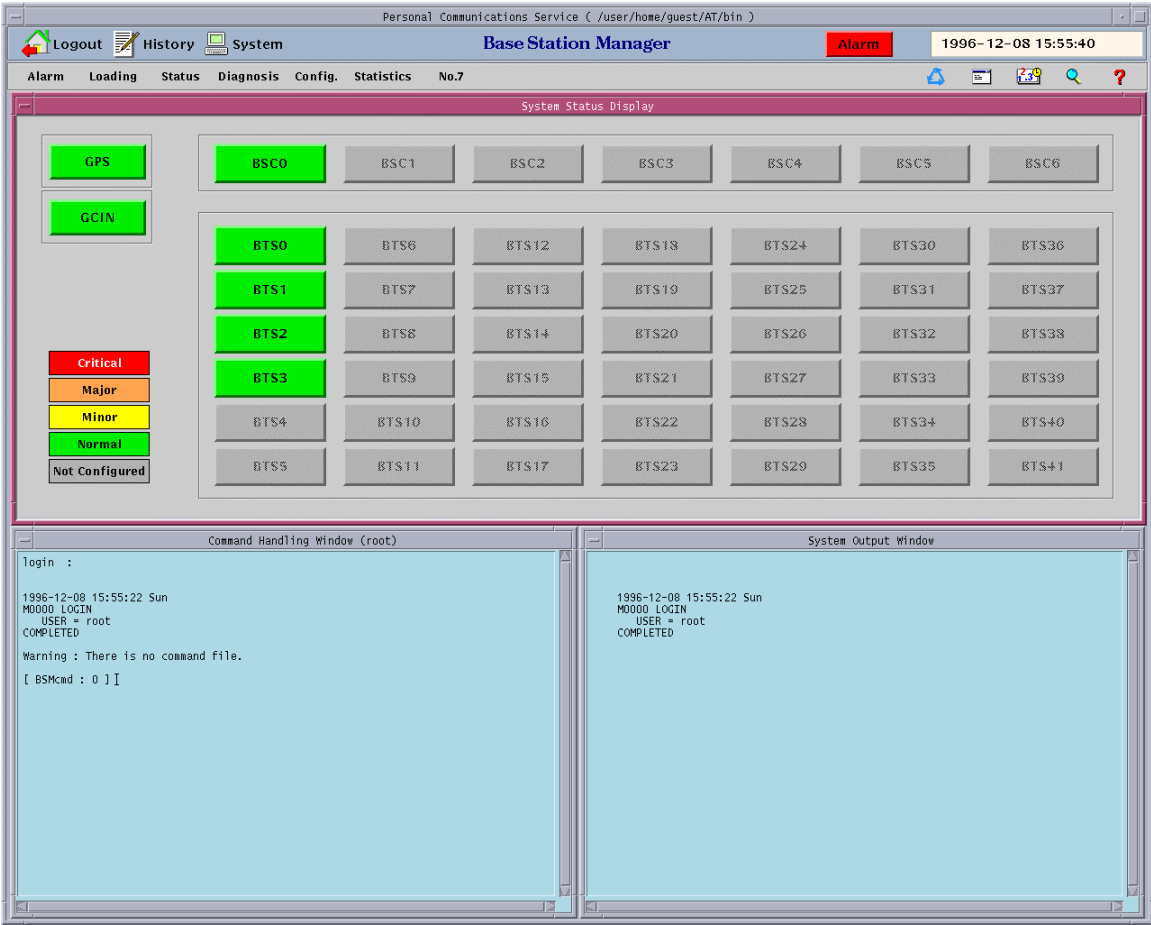 Personal Communications Service ( /user/home/guest/AT/bin )
Logout History System Base Station Manager Alarm 1996-12-08 15:55:40
Alarm Loading Status Diagnosis Config. Statistics No.7
System Status Display
GPS BSC0 BSC1 BSC2 BSC3 BSC4 BSC5 BSC6
GCIN
BTS0 BTS6 BTS12 BTS18 BTS24 BTS30 BTS36
BTS1 BTS7 BTS13 BTS19 BTS25 BTS31 BTS37
BTS2 BTS8 BTS14 BTS20 BTS26 BTS32 BTS38
BTS3 BTS9 BTS15 BTS21 BTS27 BTS33 BTS39
BTS4 BTS10 BTS16 BTS22 BTS28 BTS34 BTS40
BTS5 BTS11 BTS17 BTS23 BTS29 BTS35 BTS41
Critical
Major
Minor
Normal
Not Configured
Command Handling Window (root)
login :
1996-12-08 15:55:22 Sun
M0000 LOGIN
USER = root
COMPLETED
Warning : There is no command file.
[ BSMcmd : 0 ]
System Output Window
1996-12-08 15:55:22 Sun
M0000 LOGIN
USER = root
COMPLETED